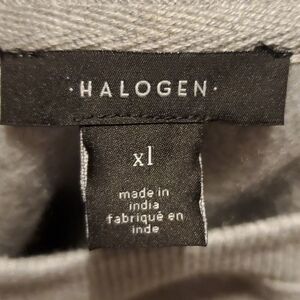 · HALOGEN ·
xl
made in
india
fabriqué en
inde